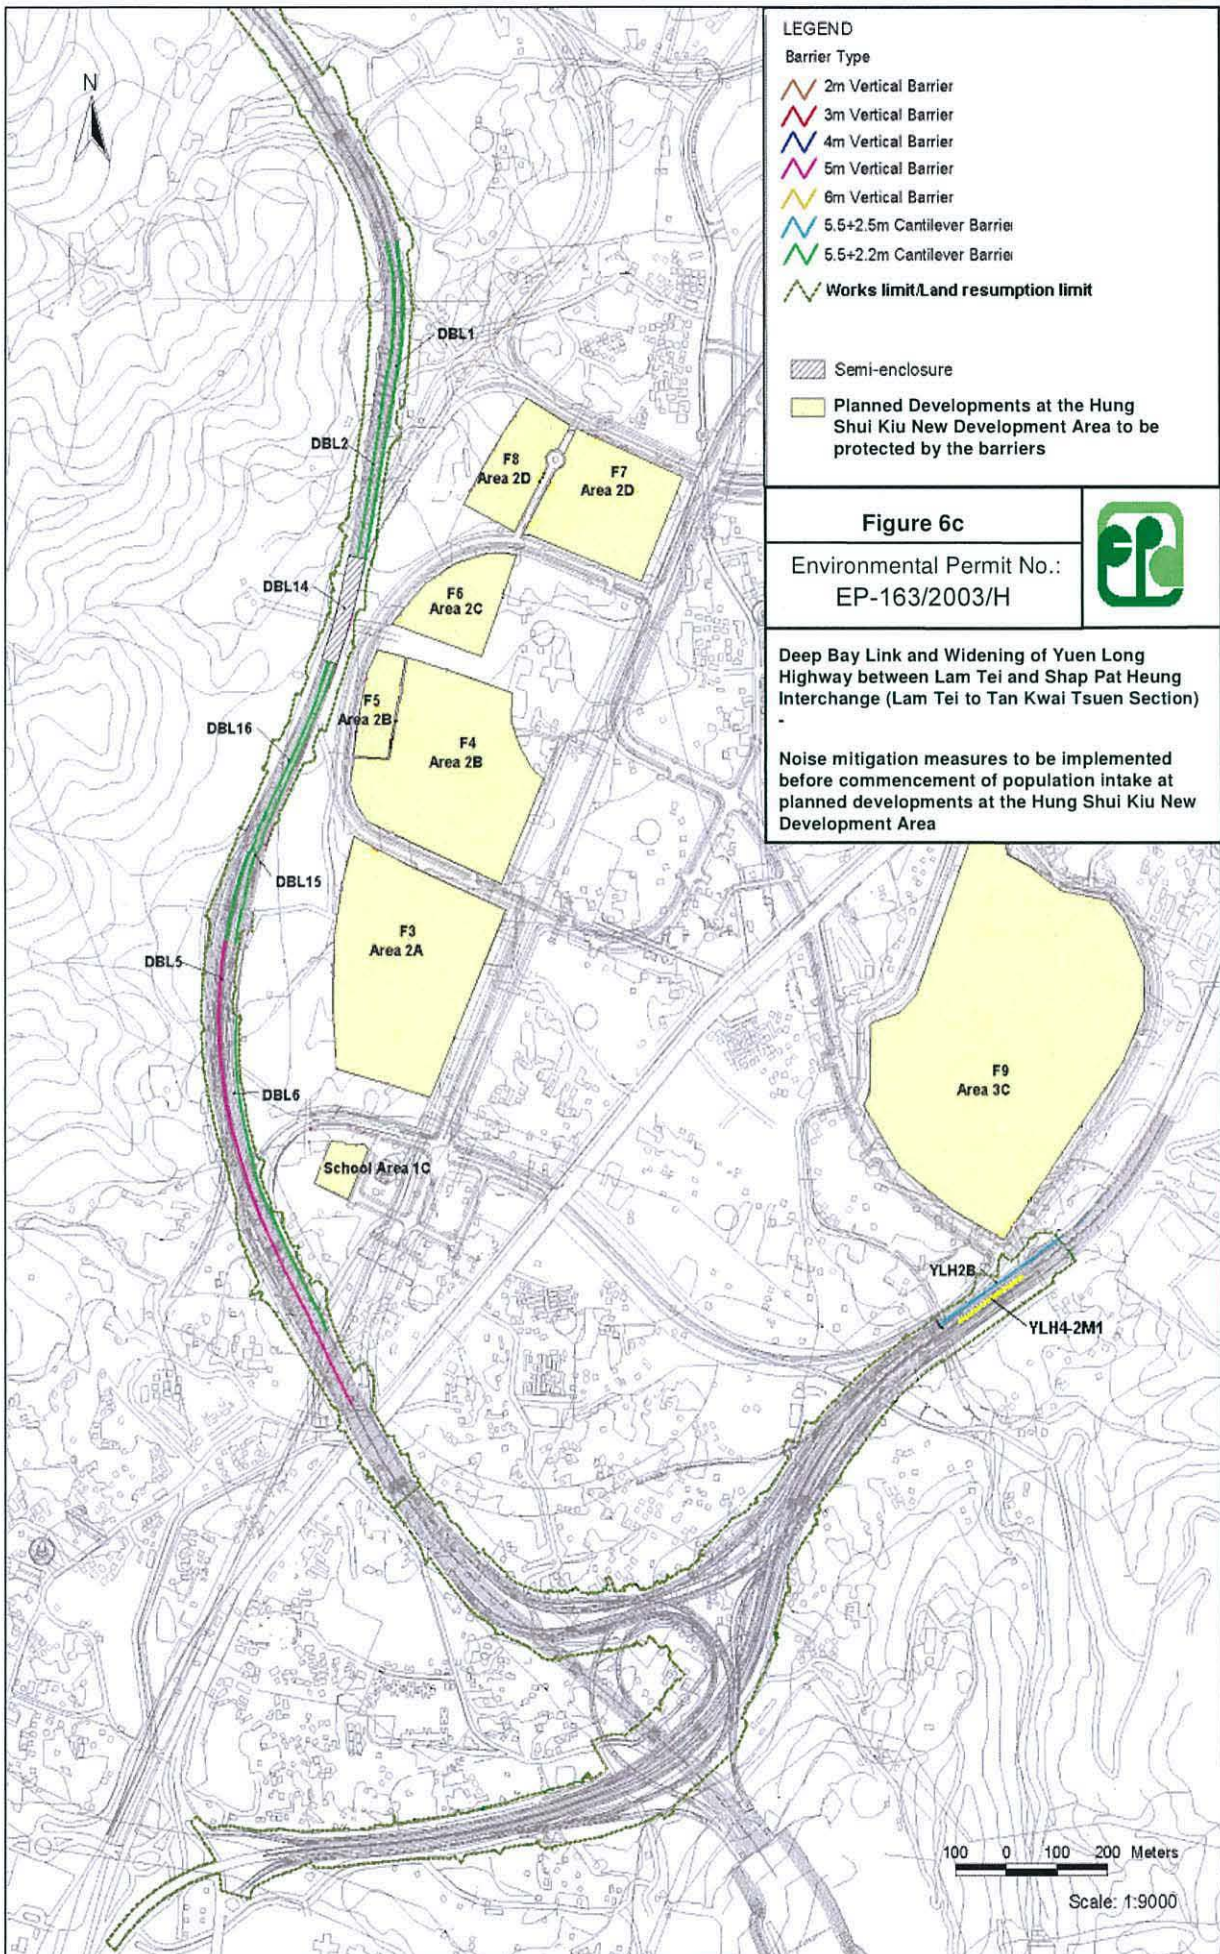 LEGEND
Barrier Type
2m Vertical Barrier
3m Vertical Barrier
4m Vertical Barrier
5m Vertical Barrier
6m Vertical Barrier
5.5+2.5m Cantilever Barrie
5.5+2.2m Cantilever Barrie
Works limit/Land resumption limit
Semi-enclosure
Planned Developments at the Hung
Shui Kiu New Development Area to be
protected by the barriers
Figure 6c
Environmental Permit No.:
EP-163/2003/H
Deep Bay Link and Widening of Yuen Long
Highway between Lam Tei and Shap Pat Heung
Interchange (Lam Tei to Tan Kwai Tsuen Section)
-
Noise mitigation measures to be implemented
before commencement of population intake at
planned developments at the Hung Shui Kiu New
Development Area
N
DBL1
DBL2
F8
Area 2D
F7
Area 2D
DBL14
F6
Area 2C
F5
Area 2B
DBL16
F4
Area 2B
DBL15
F3
Area 2A
DBL5
F9
Area 3C
DBL6
School Area 1C
YLH2B
YLH4-2M1
100 0 100 200 Meters
Scale: 1:9000